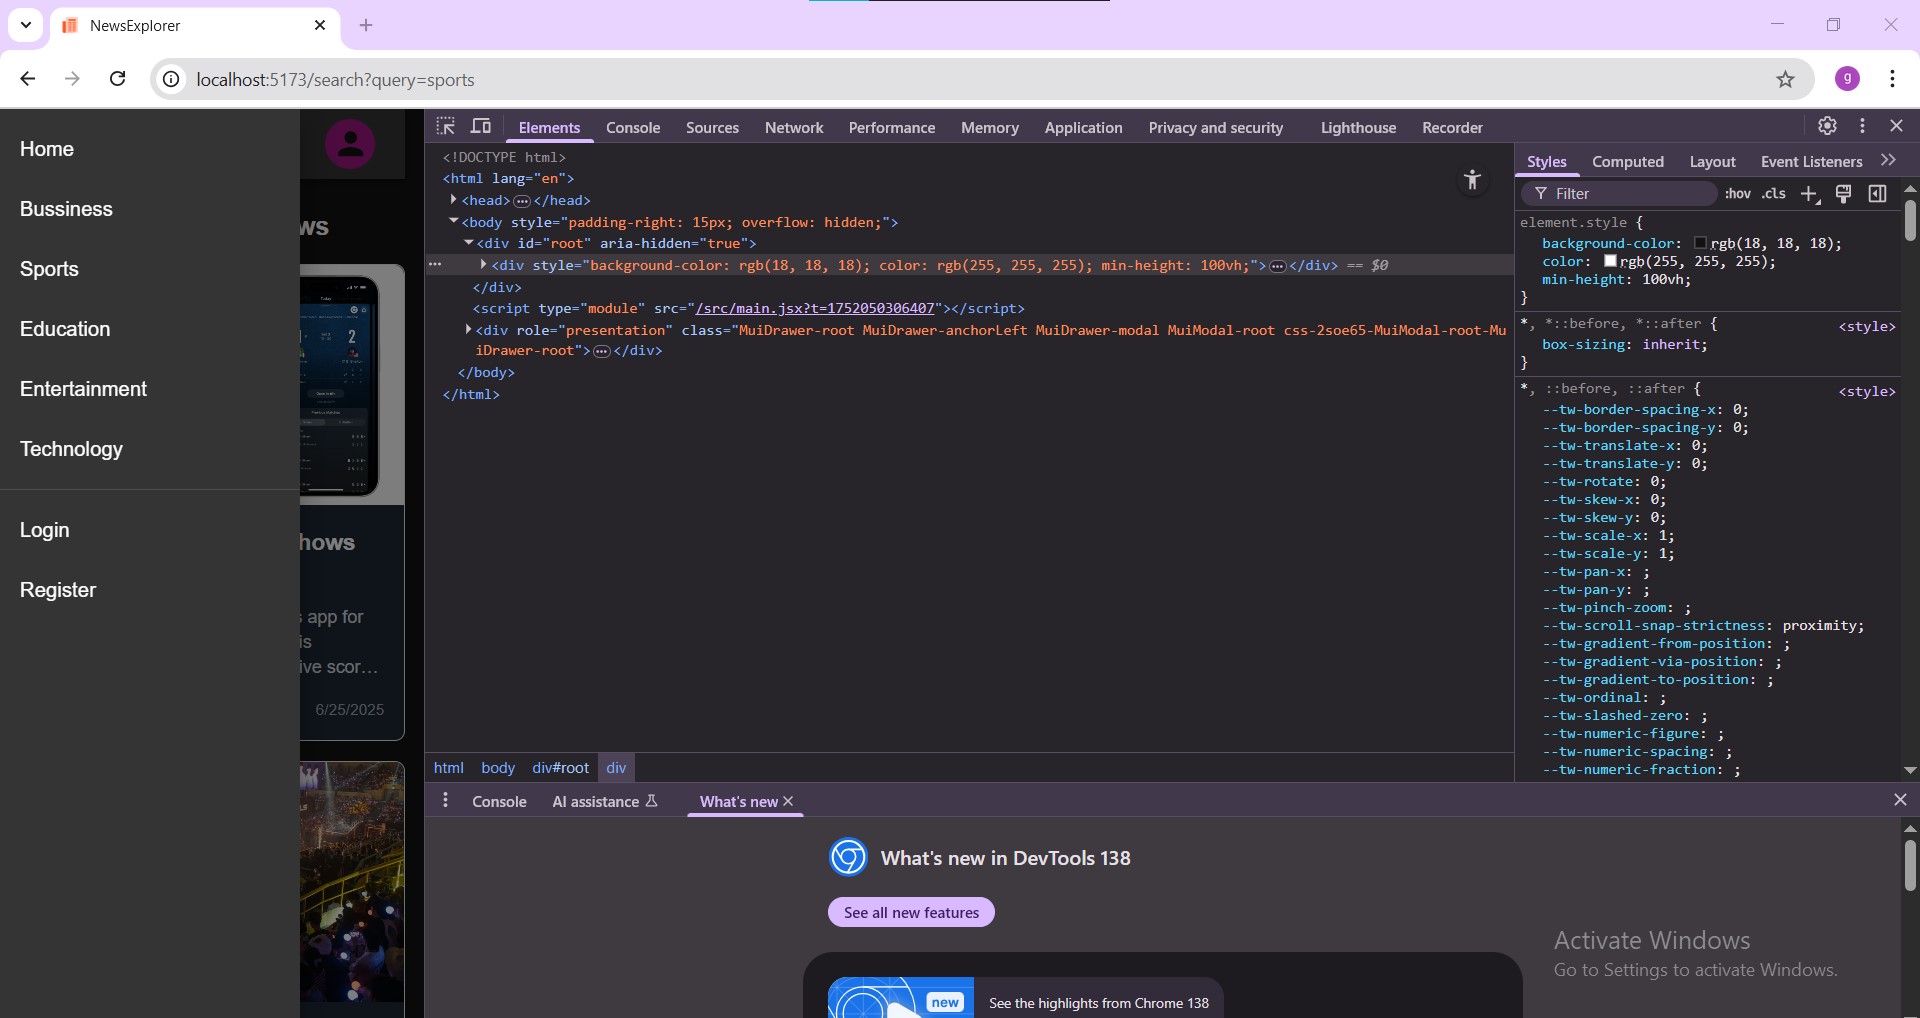 NewsExplorer
g
localhost:5173/search?query=sports
Home
Bussiness
Sports
Education
Entertainment
Technology
Login
Register
ws
Today
2
hows
app for
is
ive scor...
6/25/2025
Elements Console Sources Network Performance Memory Application Privacy and security Lighthouse Recorder
<!DOCTYPE html>
<html lang="en">
<head>…</head>
<body style="padding-right: 15px; overflow: hidden;">
<div id="root" aria-hidden="true">
<div style="background-color: rgb(18, 18, 18); color: rgb(255, 255, 255); min-height: 100vh;">…</div> == $0
</div>
<script type="module" src="/src/main.jsx?t=1752050306407"></script>
<div role="presentation" class="MuiDrawer-root MuiDrawer-anchorLeft MuiDrawer-modal MuiModal-root css-2soe65-MuiModal-root-Mu
iDrawer-root">…</div>
</body>
</html>
html body div#root div
Styles Computed Layout Event Listeners
Filter :hov .cls
element.style {
background-color: rgb(18, 18, 18);
color: rgb(255, 255, 255);
min-height: 100vh;
}
*, *::before, *::after { <style>
box-sizing: inherit;
}
*, ::before, ::after { <style>
--tw-border-spacing-x: 0;
--tw-border-spacing-y: 0;
--tw-translate-x: 0;
--tw-translate-y: 0;
--tw-rotate: 0;
--tw-skew-x: 0;
--tw-skew-y: 0;
--tw-scale-x: 1;
--tw-scale-y: 1;
--tw-pan-x: ;
--tw-pan-y: ;
--tw-pinch-zoom: ;
--tw-scroll-snap-strictness: proximity;
--tw-gradient-from-position: ;
--tw-gradient-via-position: ;
--tw-gradient-to-position: ;
--tw-ordinal: ;
--tw-slashed-zero: ;
--tw-numeric-figure: ;
--tw-numeric-spacing: ;
--tw-numeric-fraction: ;
Console AI assistance What's new
What's new in DevTools 138
See all new features
new
See the highlights from Chrome 138
Activate Windows
Go to Settings to activate Windows.